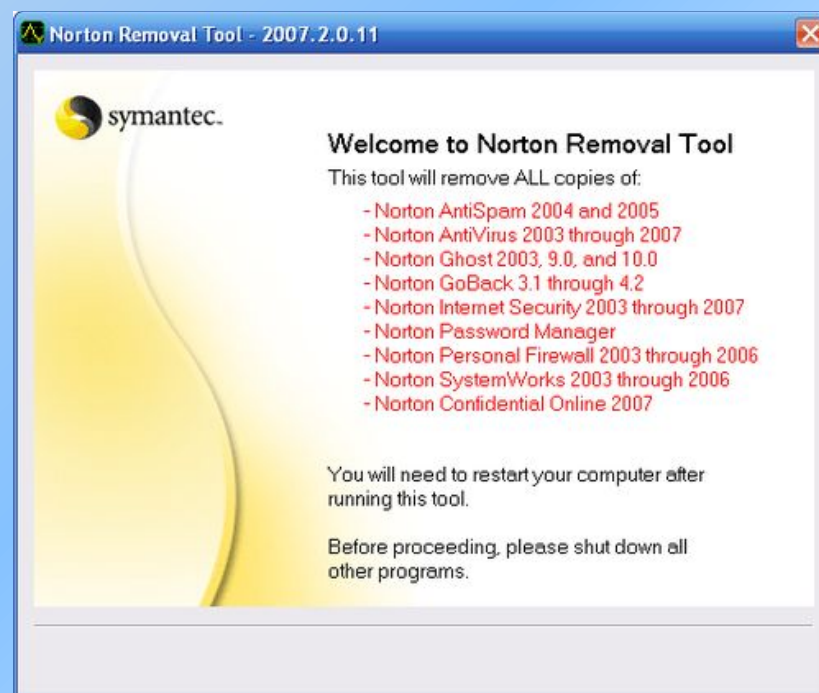 Norton Removal Tool - 2007.2.0.11
symantec.
Welcome to Norton Removal Tool
This tool will remove ALL copies of:
- Norton AntiSpam 2004 and 2005
- Norton AntiVirus 2003 through 2007
- Norton Ghost 2003, 9.0, and 10.0
- Norton GoBack 3.1 through 4.2
- Norton Internet Security 2003 through 2007
- Norton Password Manager
- Norton Personal Firewall 2003 through 2006
- Norton SystemWorks 2003 through 2006
- Norton Confidential Online 2007
You will need to restart your computer after
running this tool.
Before proceeding, please shut down all
other programs.